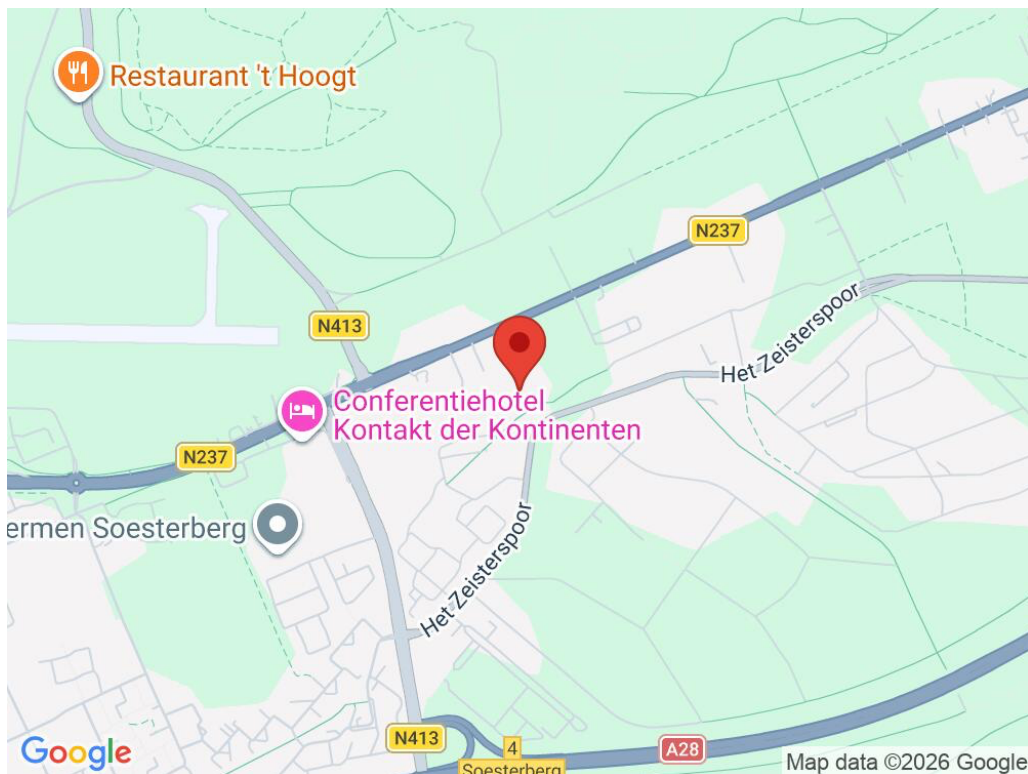 Restaurant 't Hoogt
N237
N413
Het Zeisterspoor
Conferentiehotel
Kontakt der Kontinenten
N237
ermen Soesterberg
Het Zeisterspoor
N413
4
Soesterberg
A28
Google
Map data ©2026 Google